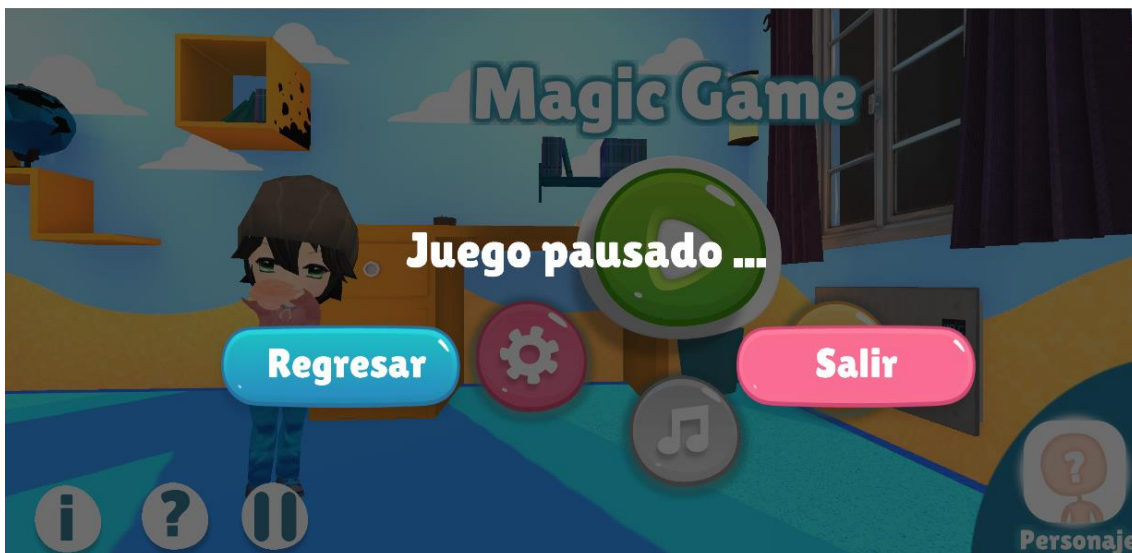 Magic Game
Juego pausado ...
Regresar
Salir
i
?
?
Personaje